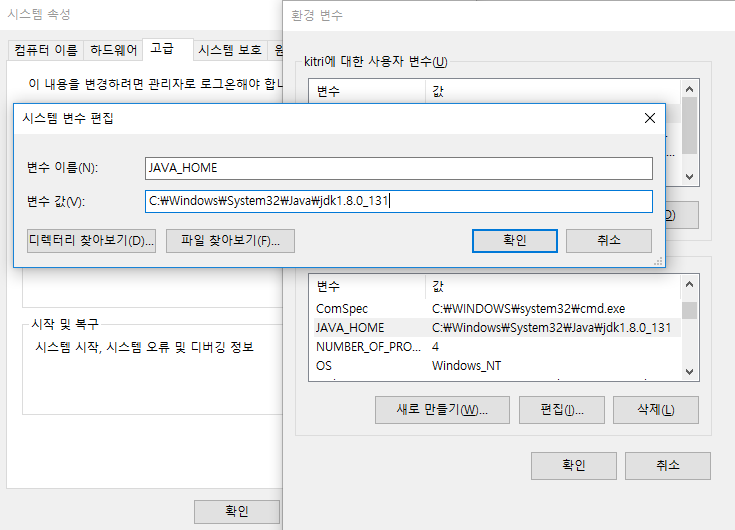 시스템 속성
컴퓨터 이름 하드웨어 고급 시스템 보호
이 내용을 변경하려면 관리자로 로그온해야
환경 변수
kitri에 대한 사용자 변수(U)
변수 값
시스템 변수 편집
변수 이름(N): JAVA_HOME
변수 값(V): C:₩Windows₩System32₩Java₩jdk1.8.0_131
디렉터리 찾아보기(D)... 파일 찾아보기(F)... 확인 취소
변수 값
ComSpec C:₩WINDOWS₩system32₩cmd.exe
JAVA_HOME C:₩Windows₩System32₩Java₩jdk1.8.0_131
NUMBER_OF_PRO... 4
OS Windows_NT
새로 만들기(W)... 편집(I)... 삭제(L)
확인 취소
시작 및 복구
시스템 시작, 시스템 오류 및 디버깅 정보
확인